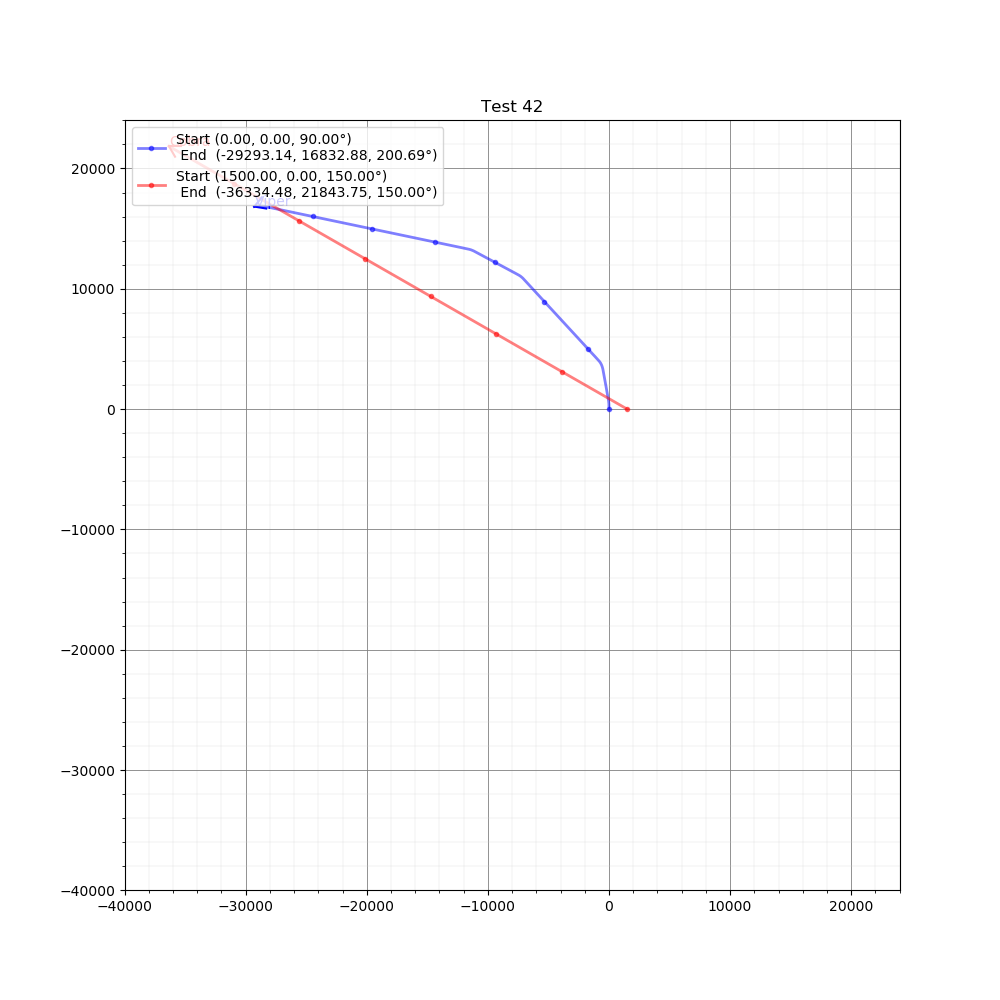 Test 42
Start (0.00, 0.00, 90.00°)
End (-29293.14, 16832.88, 200.69°)
Start (1500.00, 0.00, 150.00°)
End (-36334.48, 21843.75, 150.00°)
Viper
20000
10000
0
−10000
−20000
−30000
−40000
−40000 −30000 −20000 −10000 0 10000 20000